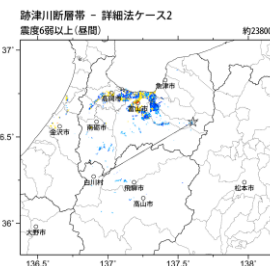 跡津川断層帯 - 詳細法ケース2
震度6弱以上(昼間) 約23800
37°
魚津市
高岡市
富山市
金沢市
南砺市
36.5°
白川村
飛騨市
松本市
高山市
36°
大野市
136.5° 137° 137.5° 138°